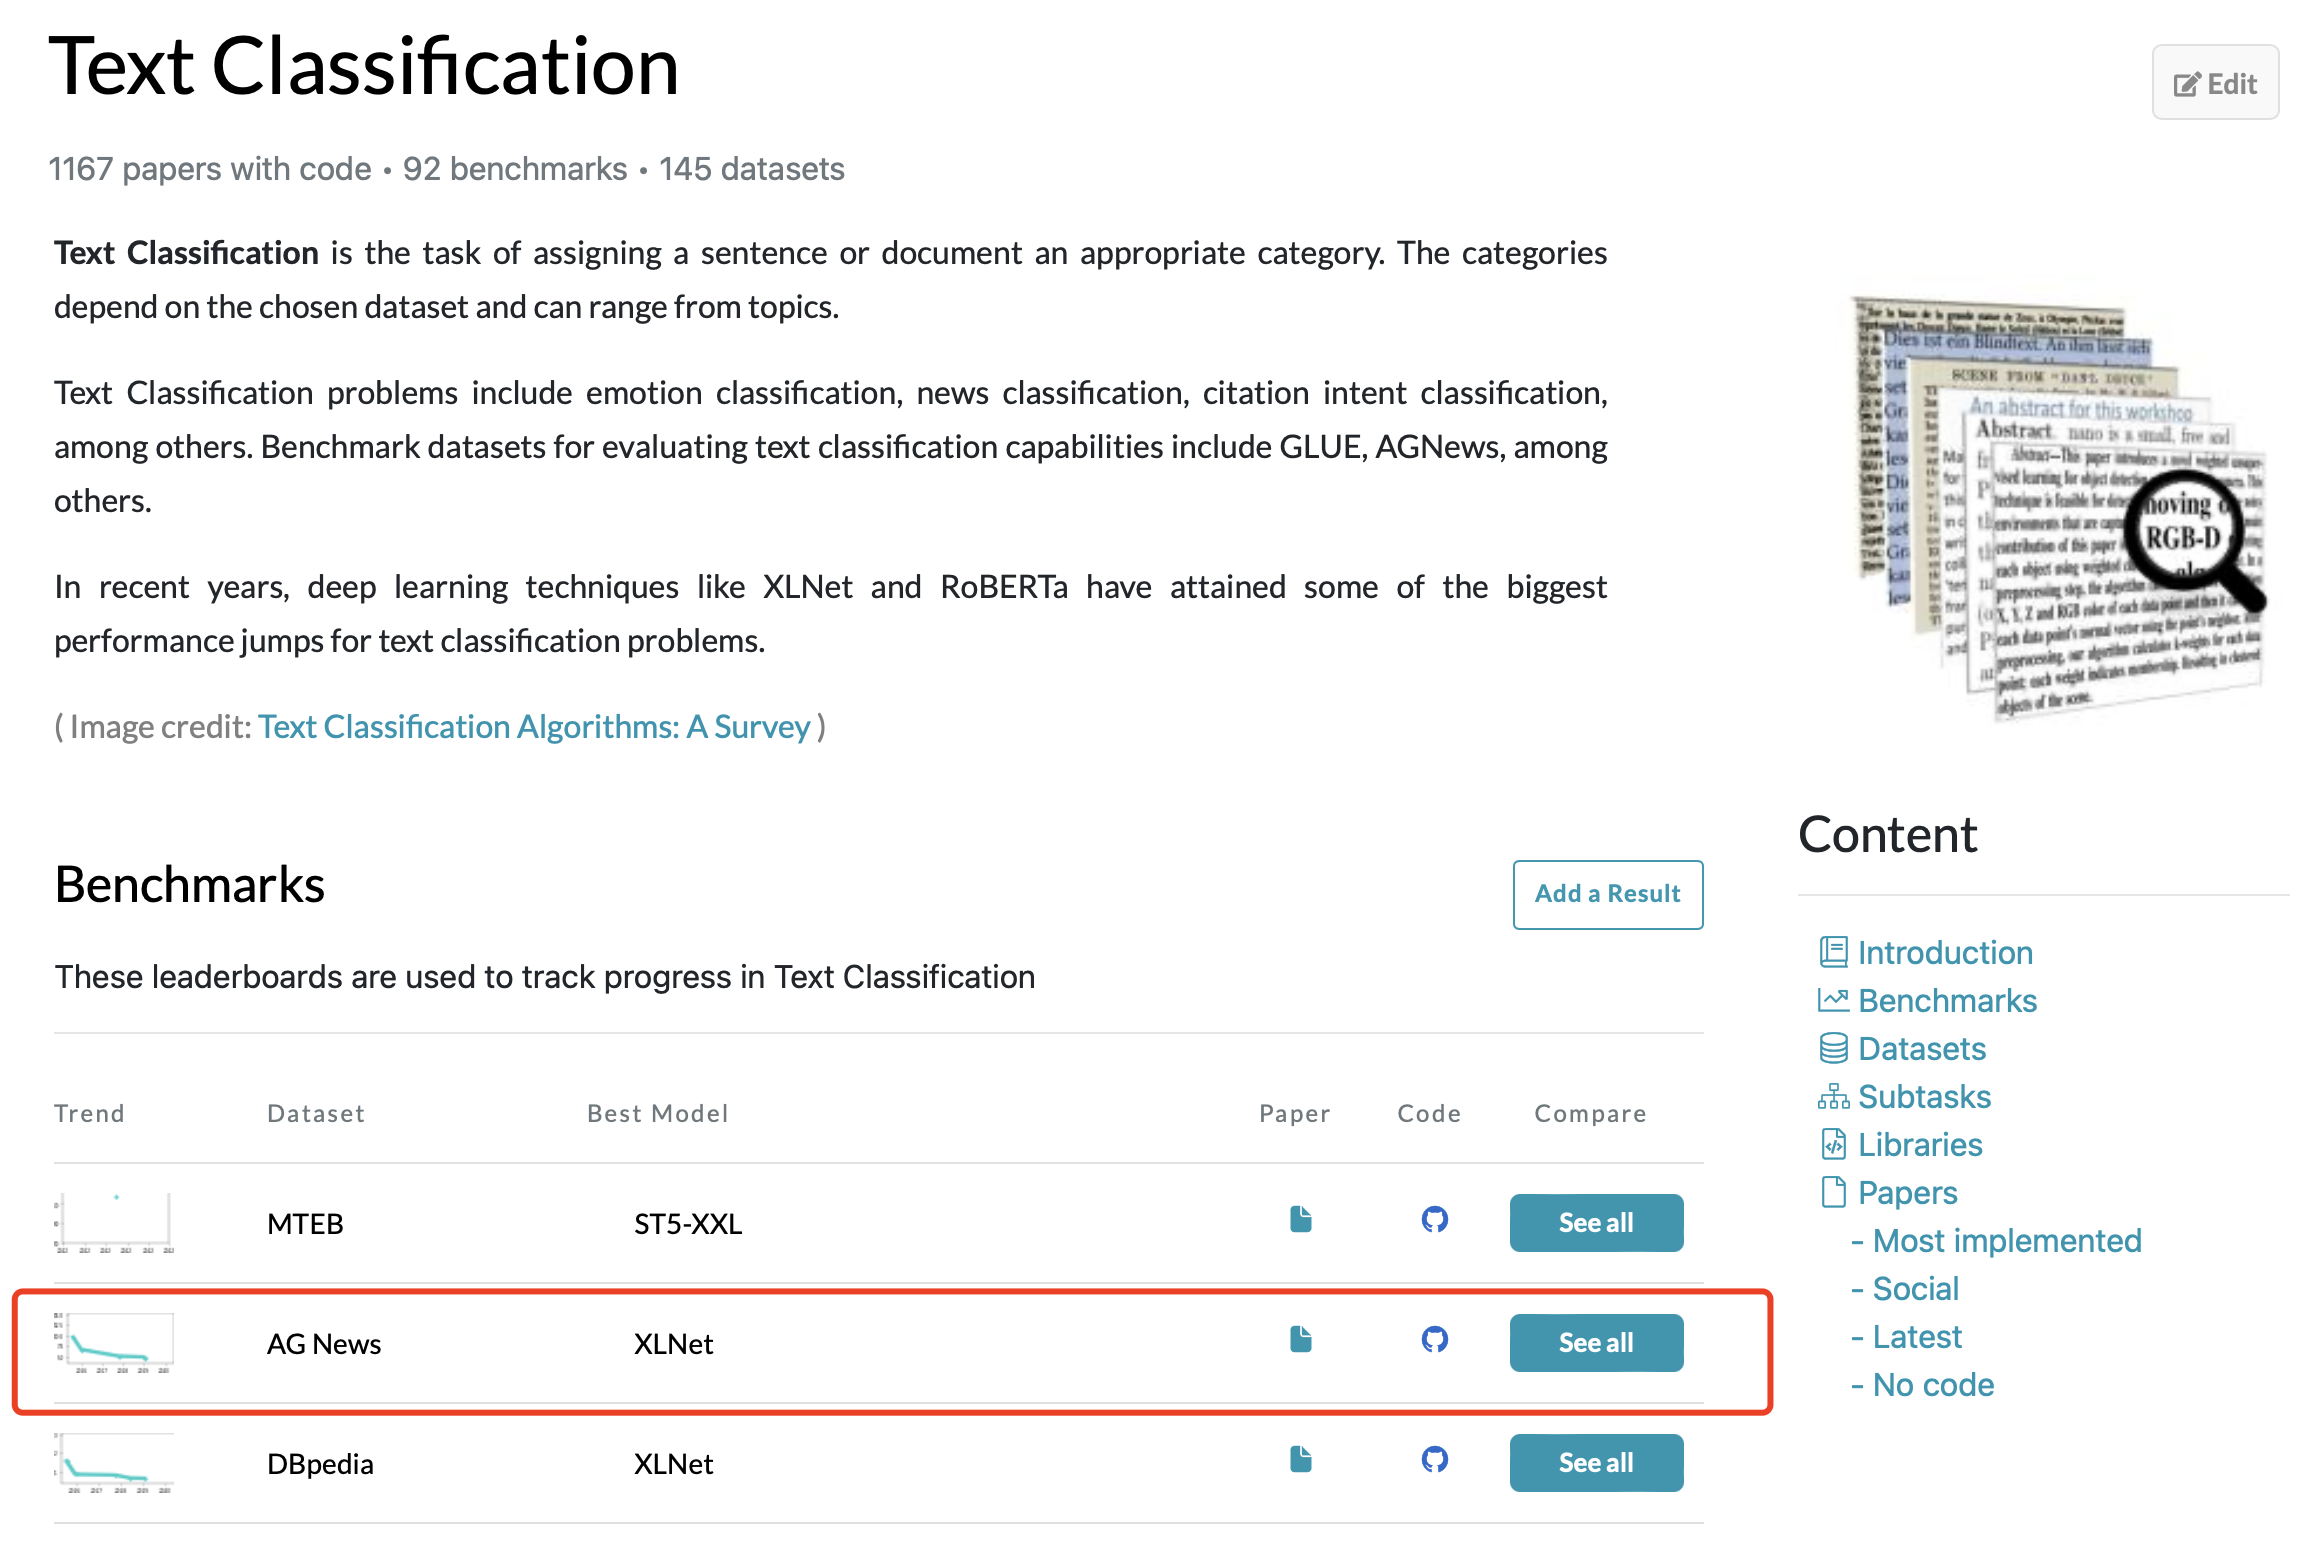 Text Classification
Edit
1167 papers with code • 92 benchmarks • 145 datasets
Text Classification is the task of assigning a sentence or document an appropriate category. The categories
depend on the chosen dataset and can range from topics.
Text Classification problems include emotion classification, news classification, citation intent classification,
among others. Benchmark datasets for evaluating text classification capabilities include GLUE, AGNews, among
others.
In recent years, deep learning techniques like XLNet and RoBERTa have attained some of the biggest
performance jumps for text classification problems.
( Image credit: Text Classification Algorithms: A Survey )
Dies ist ein Blindtext. An ihm lässt sich
An abstract for this workshop
Abstract. nano is a small, free and
RGB-D
objects of the scene.
Benchmarks
Add a Result
These leaderboards are used to track progress in Text Classification
Trend Dataset Best Model Paper Code Compare
MTEB ST5-XXL See all
AG News XLNet See all
DBpedia XLNet See all
Content
Introduction
Benchmarks
Datasets
Subtasks
Libraries
Papers
- Most implemented
- Social
- Latest
- No code